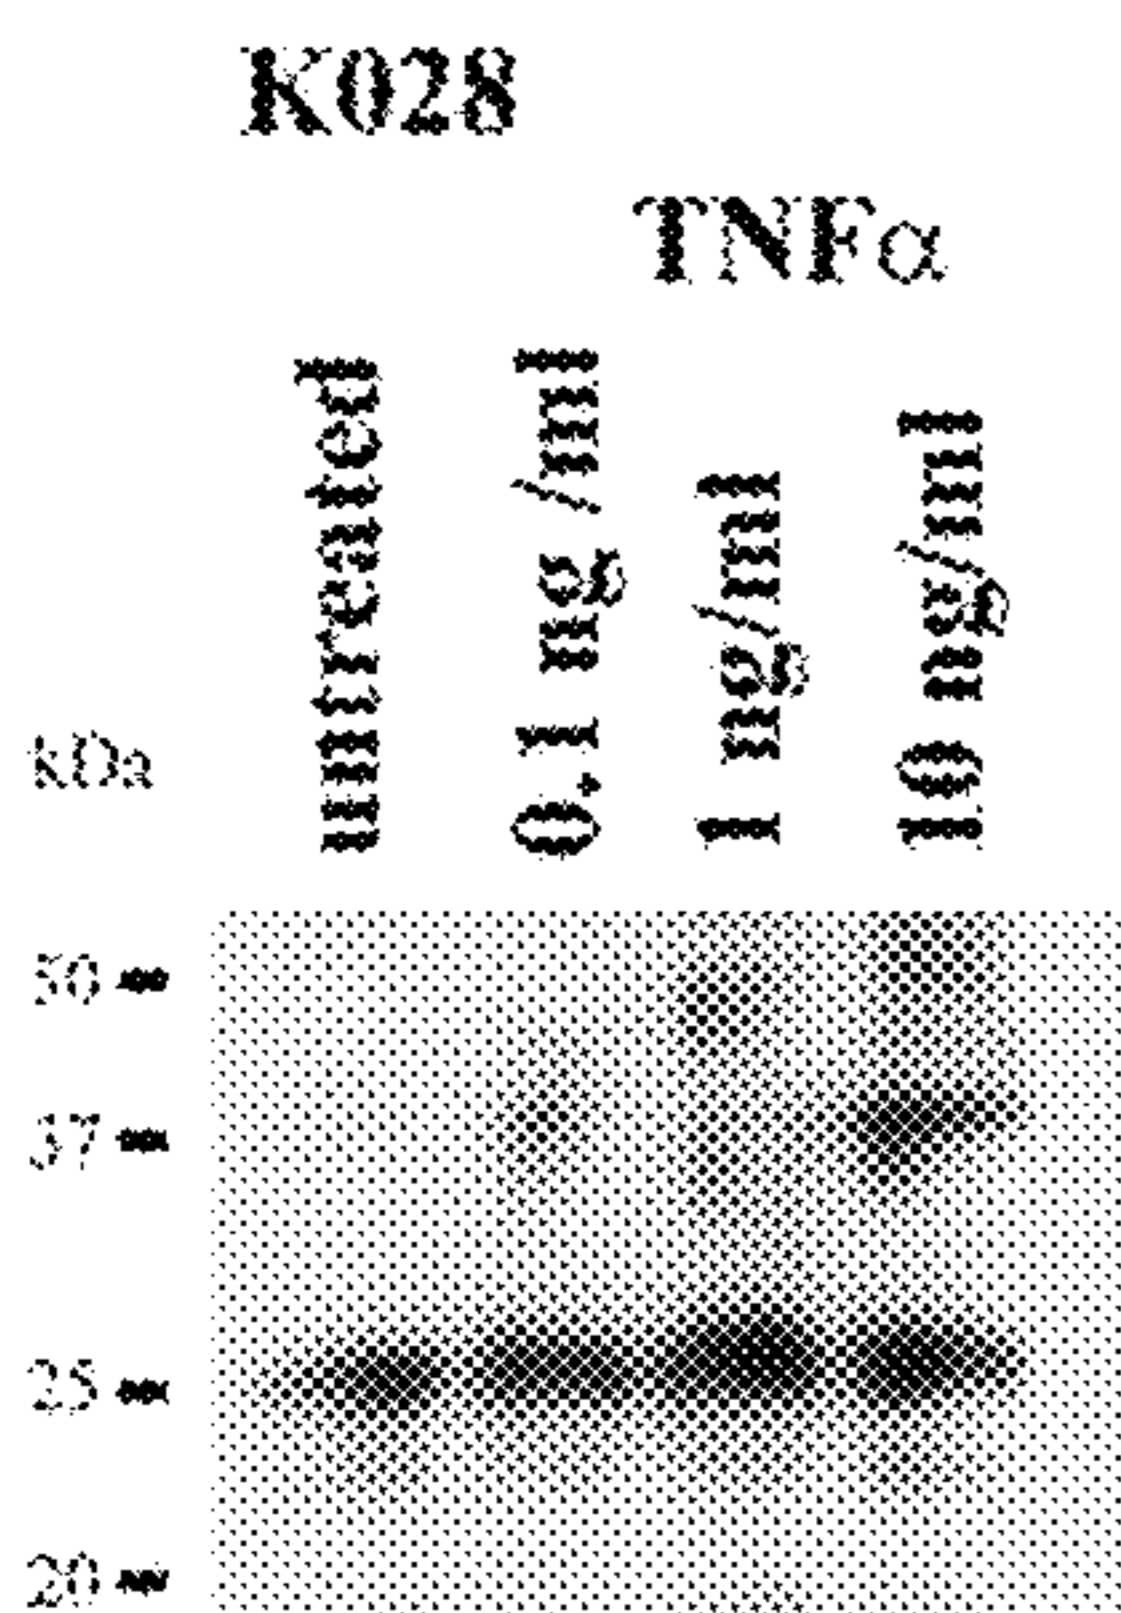 K028
TNFα
untreated
0.1 ng /ml
1 ng/ml
10 ng/ml
kDa
50
37
25
20